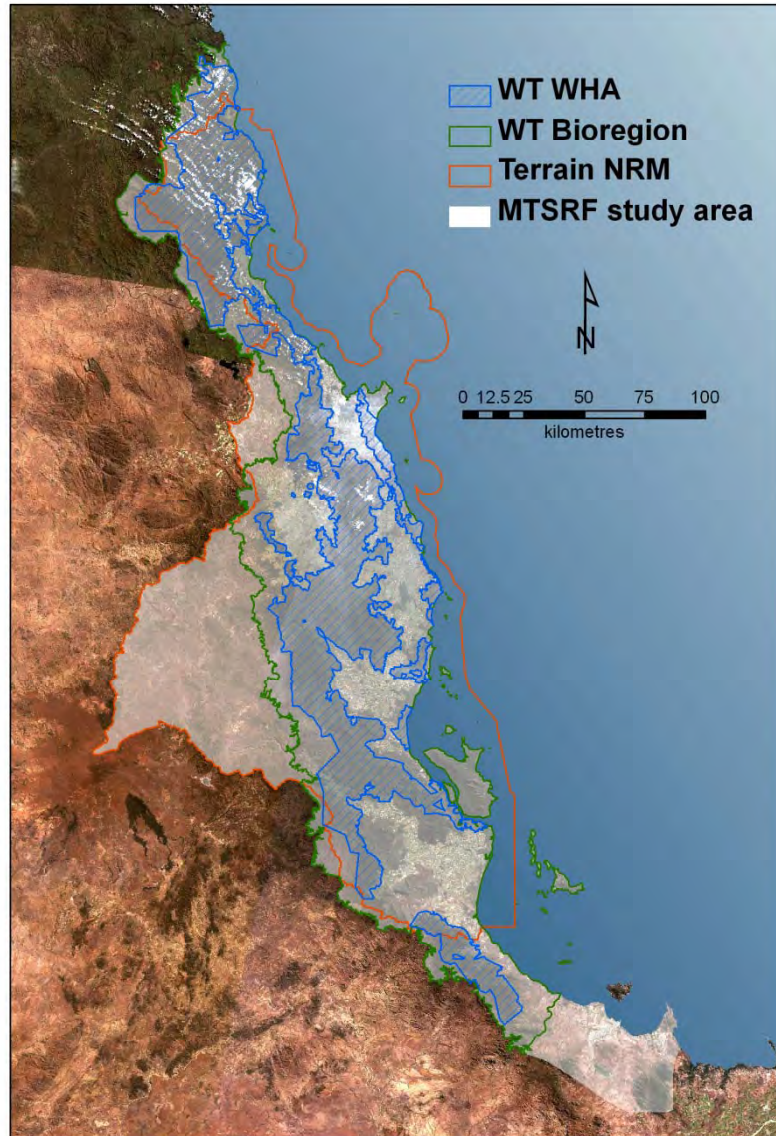 WT WHA
WT Bioregion
Terrain NRM
MTSRF study area
N
0 12.5 25 50 75 100
kilometres